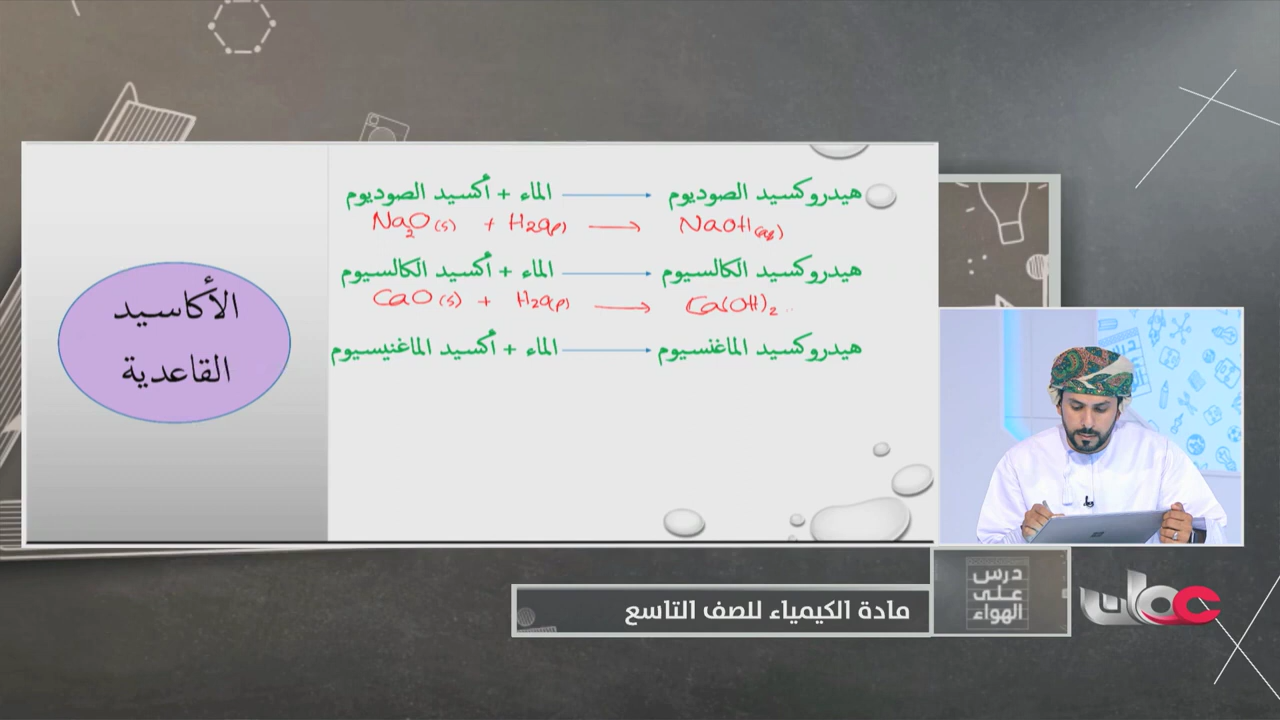 هيدروكسيد الصوديوم ⟶ الماء + أكسيد الصوديوم
Na2O(s) + H2O(l) ⟶ NaOH(aq)
هيدروكسيد الكالسيوم ⟶ الماء + أكسيد الكالسيوم
CaO(s) + H2O(l) ⟶ Ca(OH)2
هيدروكسيد الماغنسيوم ⟶ الماء + أكسيد الماغنيسيوم
الأكاسيد
القاعدية
درس
على
الهواء
مادة الكيمياء للصف التاسع
عمان